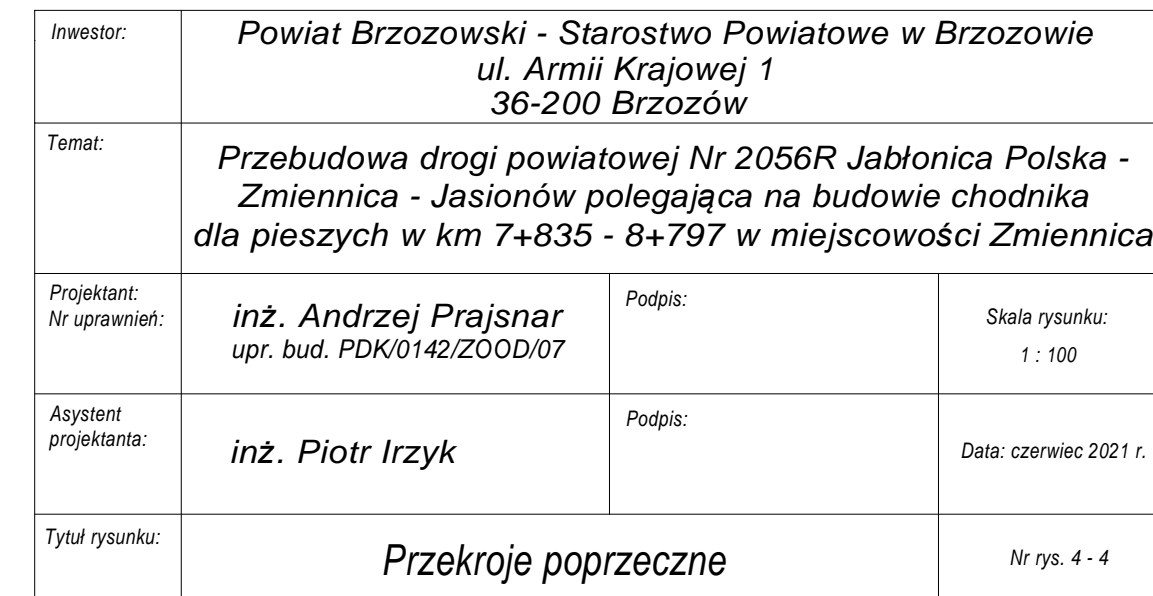 Inwestor:
Powiat Brzozowski - Starostwo Powiatowe w Brzozowie
ul. Armii Krajowej 1
36-200 Brzozów
Temat:
Przebudowa drogi powiatowej Nr 2056R Jabłonica Polska -
Zmiennica - Jasionów polegająca na budowie chodnika
dla pieszych w km 7+835 - 8+797 w miejscowości Zmiennica
Projektant:
Nr uprawnień:
inż. Andrzej Prajsnar
upr. bud. PDK/0142/ZOOD/07
Podpis:
Skala rysunku:
1 : 100
Asystent
projektanta:
inż. Piotr Irzyk
Podpis:
Data: czerwiec 2021 r.
Tytuł rysunku:
Przekroje poprzeczne
Nr rys. 4 - 4